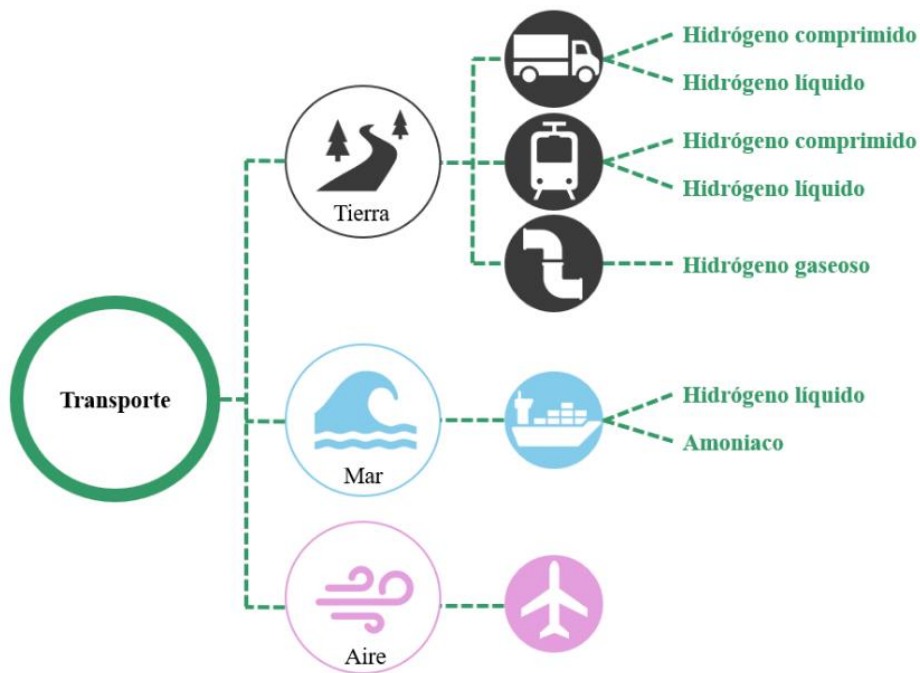 Hidrógeno comprimido
Hidrógeno líquido
Hidrógeno comprimido
Hidrógeno líquido
Tierra
Hidrógeno gaseoso
Transporte
Hidrógeno líquido
Amoniaco
Mar
Aire